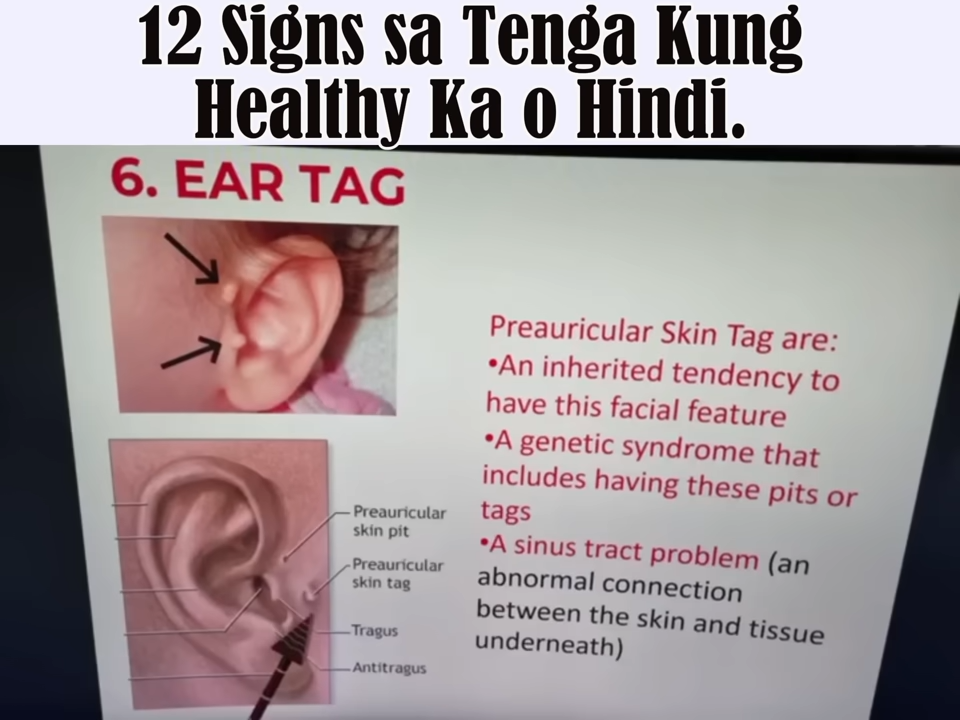 12 Signs sa Tenga Kung
Healthy Ka o Hindi.
6. EAR TAG
Preauricular Skin Tag are:
•An inherited tendency to
have this facial feature
•A genetic syndrome that
includes having these pits or
tags
•A sinus tract problem (an
abnormal connection
between the skin and tissue
underneath)
Preauricular
skin pit
Preauricular
skin tag
Tragus
Antitragus